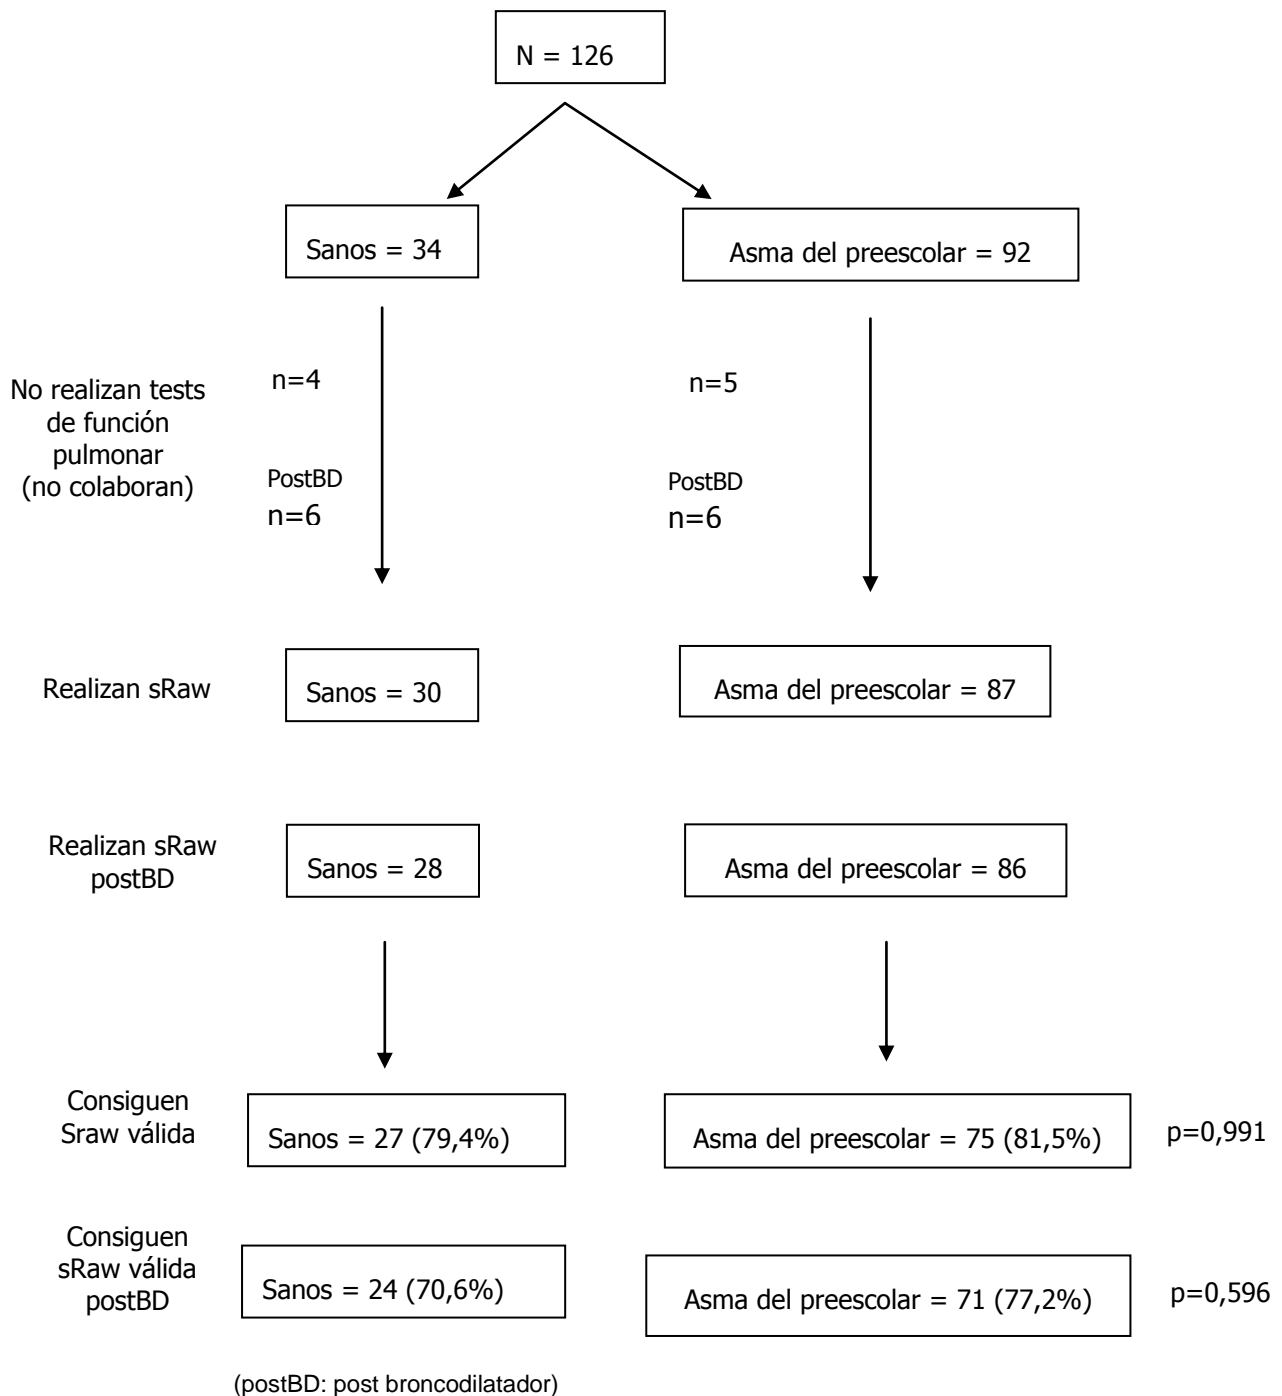 N = 126
Sanos = 34
Asma del preescolar = 92
No realizan tests
de función
pulmonar
(no colaboran)
n=4
n=5
PostBD
n=6
PostBD
n=6
Realizan sRaw
Sanos = 30
Asma del preescolar = 87
Realizan sRaw
postBD
Sanos = 28
Asma del preescolar = 86
Consiguen
Sraw válida
Sanos = 27 (79,4%)
Asma del preescolar = 75 (81,5%)
p=0,991
Consiguen
sRaw válida
postBD
Sanos = 24 (70,6%)
Asma del preescolar = 71 (77,2%)
p=0,596
(postBD: post broncodilatador)